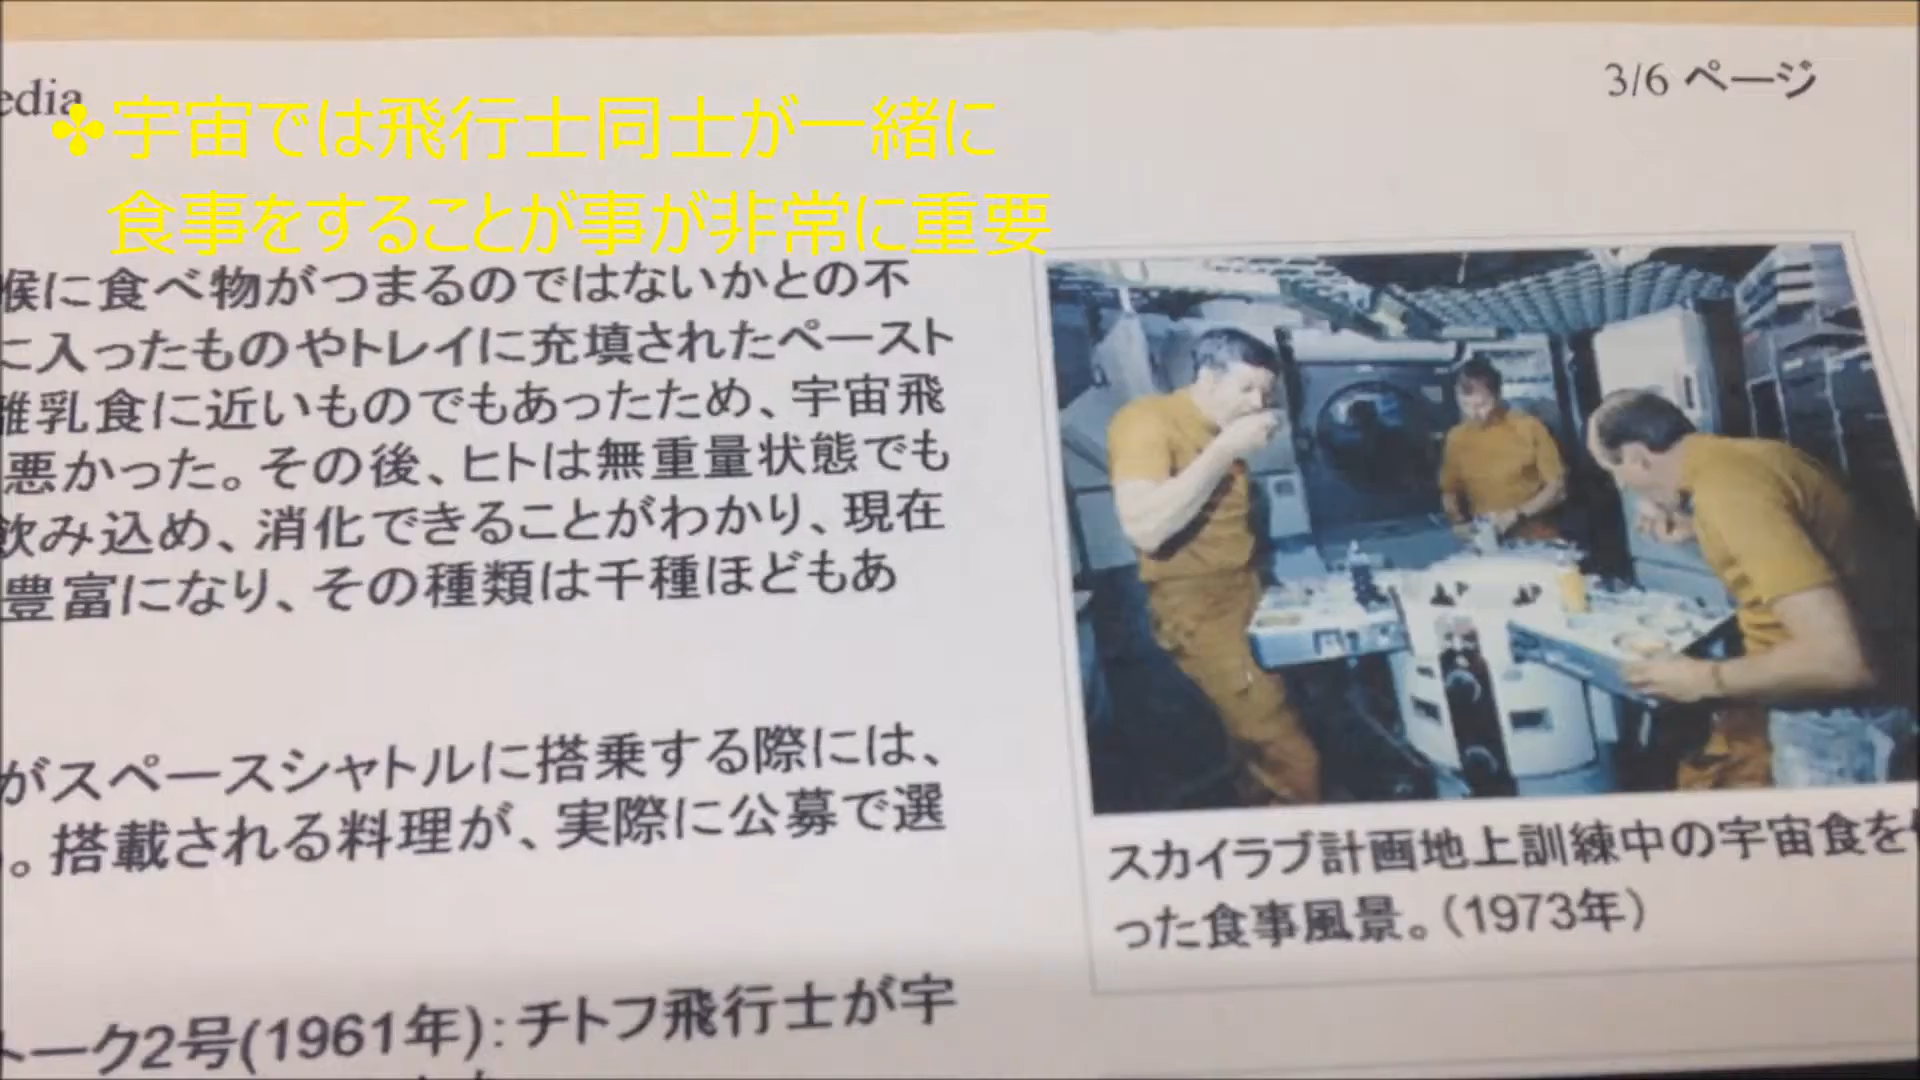 edia
3/6 ページ
✤宇宙では飛行士同士が一緒に
食事をすることが事が非常に重要
喉に食べ物がつまるのではないかとの不
に入ったものやトレイに充填されたペースト
離乳食に近いものでもあったため、宇宙飛
悪かった。その後、ヒトは無重量状態でも
飲み込め、消化できることがわかり、現在
豊富になり、その種類は千種ほどもあ
がスペースシャトルに搭乗する際には、
。搭載される料理が、実際に公募で選
トーク2号(1961年):チトフ飛行士が宇
スカイラブ計画地上訓練中の宇宙食を
った食事風景。(1973年)